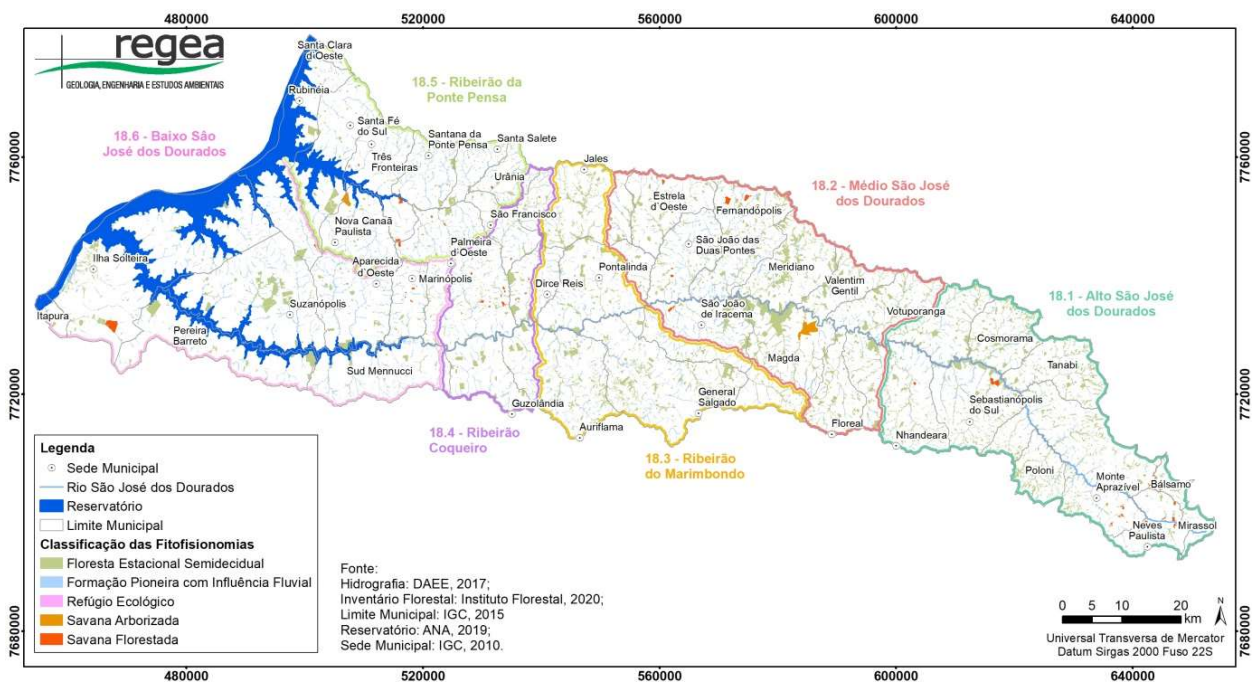 480000 520000 560000 600000 640000
regea
GEOLOGIA, ENGENHARIA E ESTUDOS AMBIENTAIS
Santa Clara
d'Oeste
18.5 - Ribeirão da
Ponte Pensa
Rubinéia
Santa Fé
do Sul
18.6 - Baixo São
José dos Dourados
Santana da
Ponte Pensa
Santa Salete
Três
Fronteiras
Jales
7760000
7760000
Urânia
18.2 - Médio São José
dos Dourados
Estrela
d'Oeste
Fernandópolis
São Francisco
Nova Canaã
Paulista
São João das
Duas Pontes
Palmeira
d'Oeste
Ilha Solteira
Aparecida
d'Oeste
Marinópolis
Pontalinda
Meridiano
Dirce Reis
Valentim
Gentil
18.1 - Alto São José
dos Dourados
Suzanópolis
São João
de Iracema
Itapura
Votuporanga
Pereira
Barreto
Cosmorama
Magda
Tanabi
Sud Mennucci
7720000
7720000
General
Salgado
Sebastianópolis
do Sul
Guzolândia
Auriflama
Floreal
Nhandeara
18.4 - Ribeirão
Coqueiro
18.3 - Ribeirão
do Marimbondo
Poloni
Monte
Aprazível
Bálsamo
Neves
Paulista
Mirassol
Legenda
Sede Municipal
Rio São José dos Dourados
Reservatório
Limite Municipal
Classificação das Fitofisionomias
Floresta Estacional Semidecidual
Formação Pioneira com Influência Fluvial
Refúgio Ecológico
Savana Arborizada
Savana Florestada
Fonte:
Hidrografia: DAEE, 2017;
Inventário Florestal: Instituto Florestal, 2020;
Limite Municipal: IGC, 2015
Reservatório: ANA, 2019;
Sede Municipal: IGC, 2010.
N
0 5 10 20
km
Universal Transversa de Mercator
Datum Sirgas 2000 Fuso 22S
7680000
7680000
480000 520000 560000 600000 640000